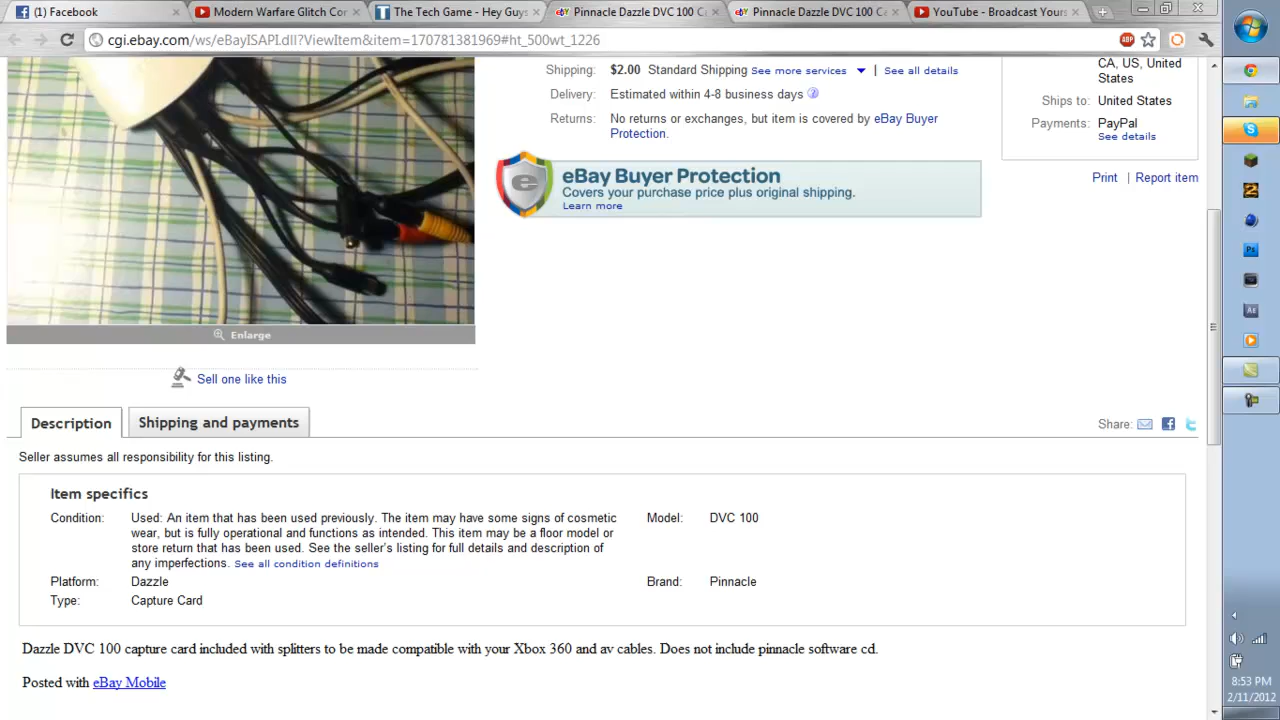 (1) Facebook
Modern Warfare Glitch Cor
The Tech Game - Hey Guys
Pinnacle Dazzle DVC 100 C
Pinnacle Dazzle DVC 100 Ca
YouTube - Broadcast Yours
cgi.ebay.com/ws/eBayISAPI.dll?ViewItem&item=170781381969#ht_500wt_1226
ABP
Shipping: $2.00 Standard Shipping See more services | See all details
Delivery: Estimated within 4-8 business days
Returns: No returns or exchanges, but item is covered by eBay Buyer
Protection.
CA, US, United
States
Ships to: United States
Payments: PayPal
See details
Print | Report item
e
eBay Buyer Protection
Covers your purchase price plus original shipping.
Learn more
Enlarge
Sell one like this
Description
Shipping and payments
Share:
Seller assumes all responsibility for this listing.
Item specifics
Condition: Used: An item that has been used previously. The item may have some signs of cosmetic
wear, but is fully operational and functions as intended. This item may be a floor model or
store return that has been used. See the seller's listing for full details and description of
any imperfections. See all condition definitions
Model: DVC 100
Platform: Dazzle
Brand: Pinnacle
Type: Capture Card
Dazzle DVC 100 capture card included with splitters to be made compatible with your Xbox 360 and av cables. Does not include pinnacle software cd.
Posted with eBay Mobile
2
Ps
Ae
8:53 PM
2/11/2012